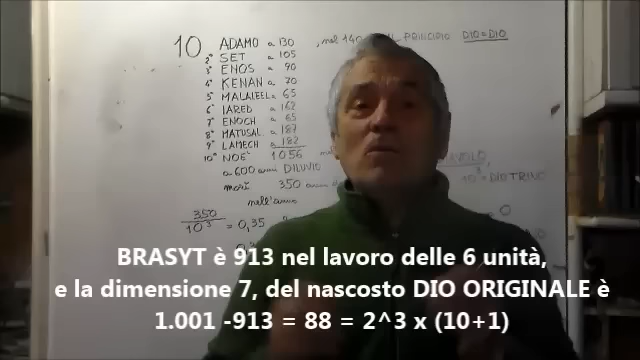 10 ADAMO a 130 , nel 140 PRINCIPIO DIO = DIO
2° SET a 105
3° ENOS a 90
4° KENAN a 70
5° MALALEEL a 65
6° IARED a 162
7° ENOCH a 65
8° MATUSAL. a 187
9° LAMECH a 182
10° NOE' 1056
a 600 anni DILUVIO
10³ = DIO TRINO
morì 350 anni
nell'anno
350 / 10³ = 0,35
= 0
BRASYT è 913 nel lavoro delle 6 unità,
e la dimensione 7, del nascosto DIO ORIGINALE è
1.001 -913 = 88 = 2^3 x (10+1)